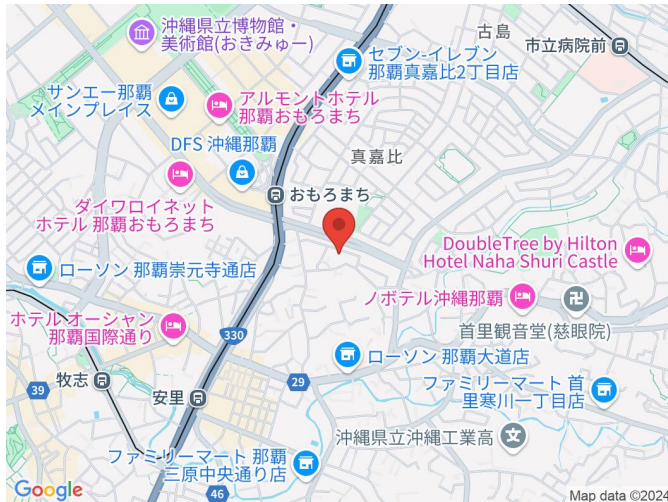 沖縄県立博物館・
美術館(おきみゅー)
古島
市立病院前
セブン-イレブン
那覇真嘉比2丁目店
サンエー那覇
メインプレイス
アルモントホテル
那覇おもろまち
真嘉比
DFS 沖縄那覇
おもろまち
ダイワロイネット
ホテル 那覇おもろまち
DoubleTree by Hilton
Hotel Naha Shuri Castle
ローソン 那覇崇元寺通店
ノボテル沖縄那覇
首里観音堂(慈眼院)
ホテル オーシャン
那覇国際通り
330
ローソン 那覇大道店
29
牧志
39
安里
ファミリーマート 首
里寒川一丁目店
沖縄県立沖縄工業高
ファミリーマート 那覇
三原中央通り店
46
Google
Map data ©2024